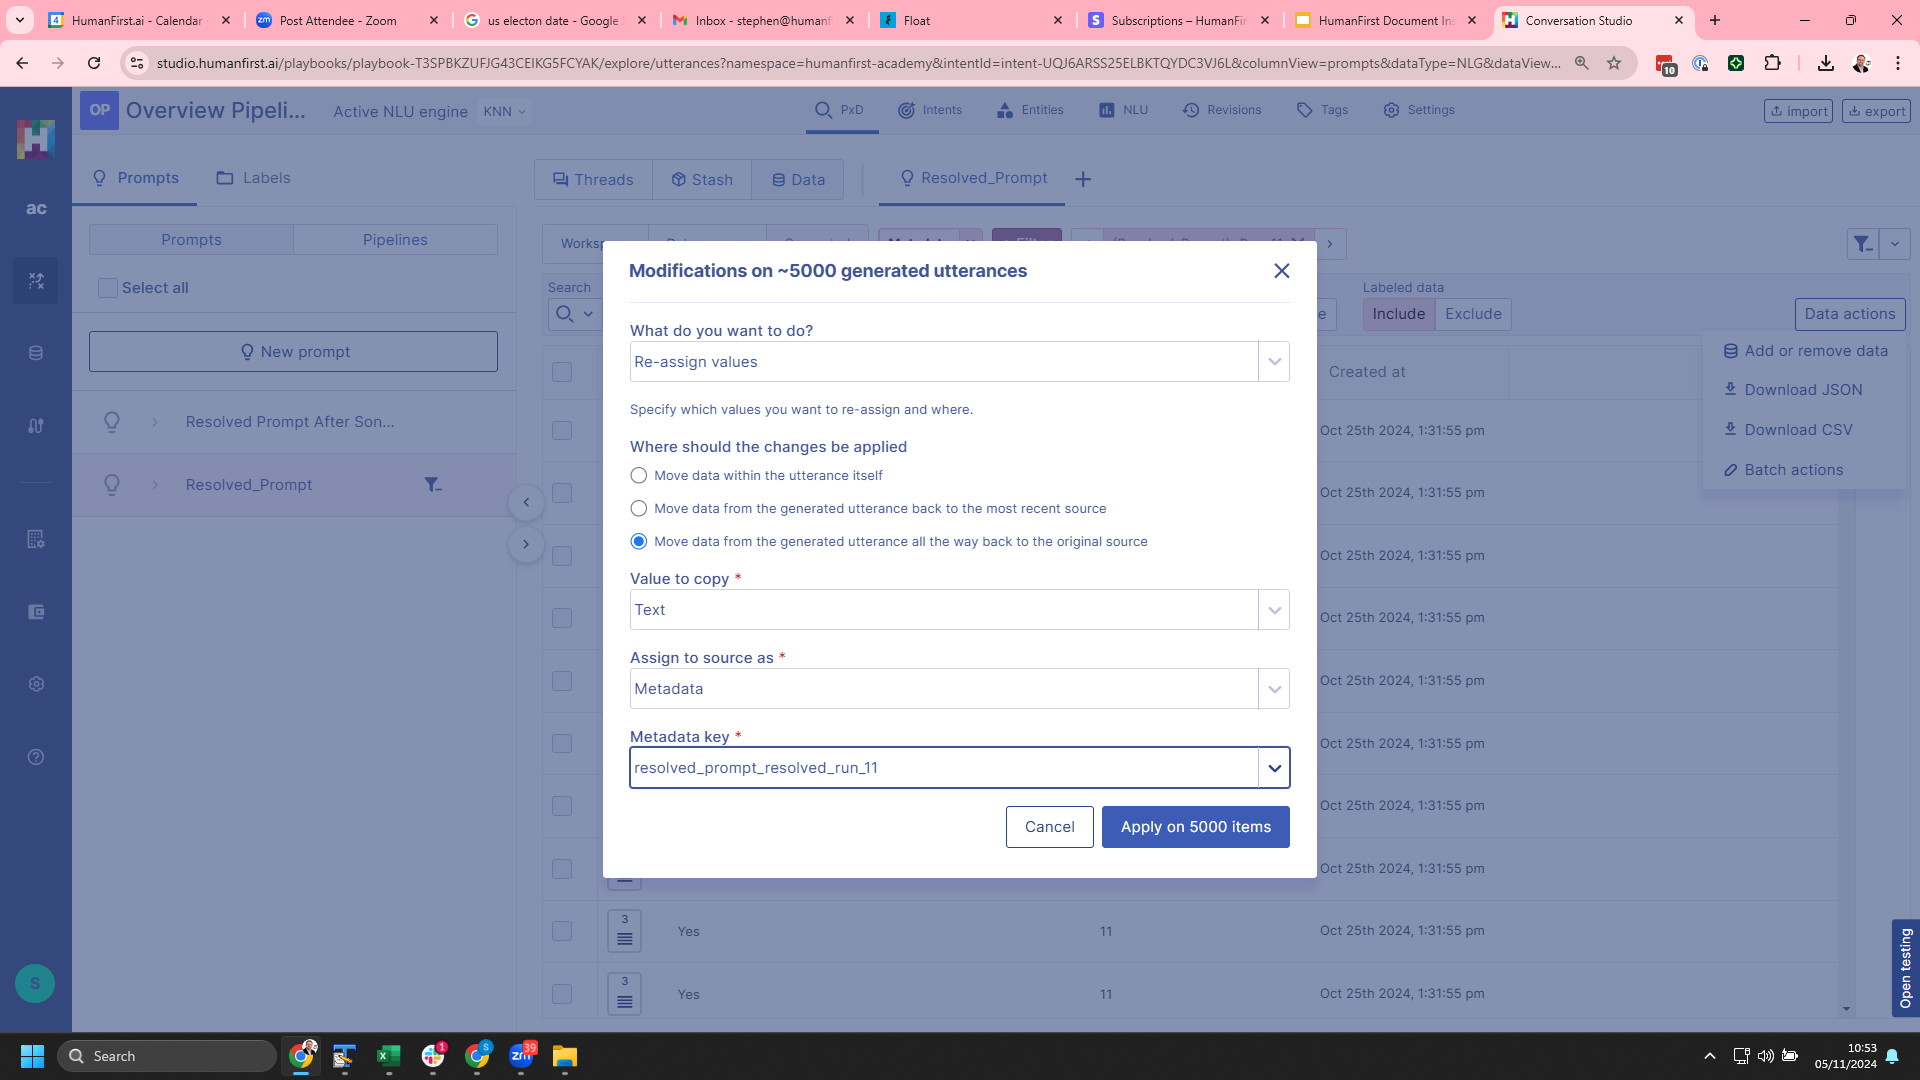 HumanFirst.ai - Calendar
Post Attendee - Zoom
us electon date - Google S
Inbox - stephen@humanfi
Float
Subscriptions – HumanFir
HumanFirst Document In
Conversation Studio
studio.humanfirst.ai/playbooks/playbook-T3SPBKZUFJG43CEIKG5FCYAK/explore/utterances?namespace=humanfirst-academy&intentId=intent-UQJ6ARSS25ELBKTQYDC3VJ6L&columnView=prompts&dataType=NLG&dataView...
10
OP
Overview Pipeli...
Active NLU engine
KNN
PxD
Intents
Entities
NLU
Revisions
Tags
Settings
import
export
Prompts
Labels
Threads
Stash
Data
Resolved_Prompt
ac
Prompts
Pipelines
Select all
New prompt
Resolved Prompt After Son...
Resolved_Prompt
Search
Labeled data
Include
Exclude
Data actions
Add or remove data
Download JSON
Download CSV
Batch actions
Created at
Oct 25th 2024, 1:31:55 pm
Oct 25th 2024, 1:31:55 pm
Oct 25th 2024, 1:31:55 pm
Oct 25th 2024, 1:31:55 pm
Oct 25th 2024, 1:31:55 pm
Oct 25th 2024, 1:31:55 pm
Oct 25th 2024, 1:31:55 pm
Oct 25th 2024, 1:31:55 pm
3 Yes 11 Oct 25th 2024, 1:31:55 pm
3 Yes 11 Oct 25th 2024, 1:31:55 pm
Modifications on ~5000 generated utterances
What do you want to do?
Re-assign values
Specify which values you want to re-assign and where.
Where should the changes be applied
Move data within the utterance itself
Move data from the generated utterance back to the most recent source
Move data from the generated utterance all the way back to the original source
Value to copy *
Text
Assign to source as *
Metadata
Metadata key *
resolved_prompt_resolved_run_11
Cancel
Apply on 5000 items
Open testing
S
Search
1
S
zm
39
10:53
05/11/2024